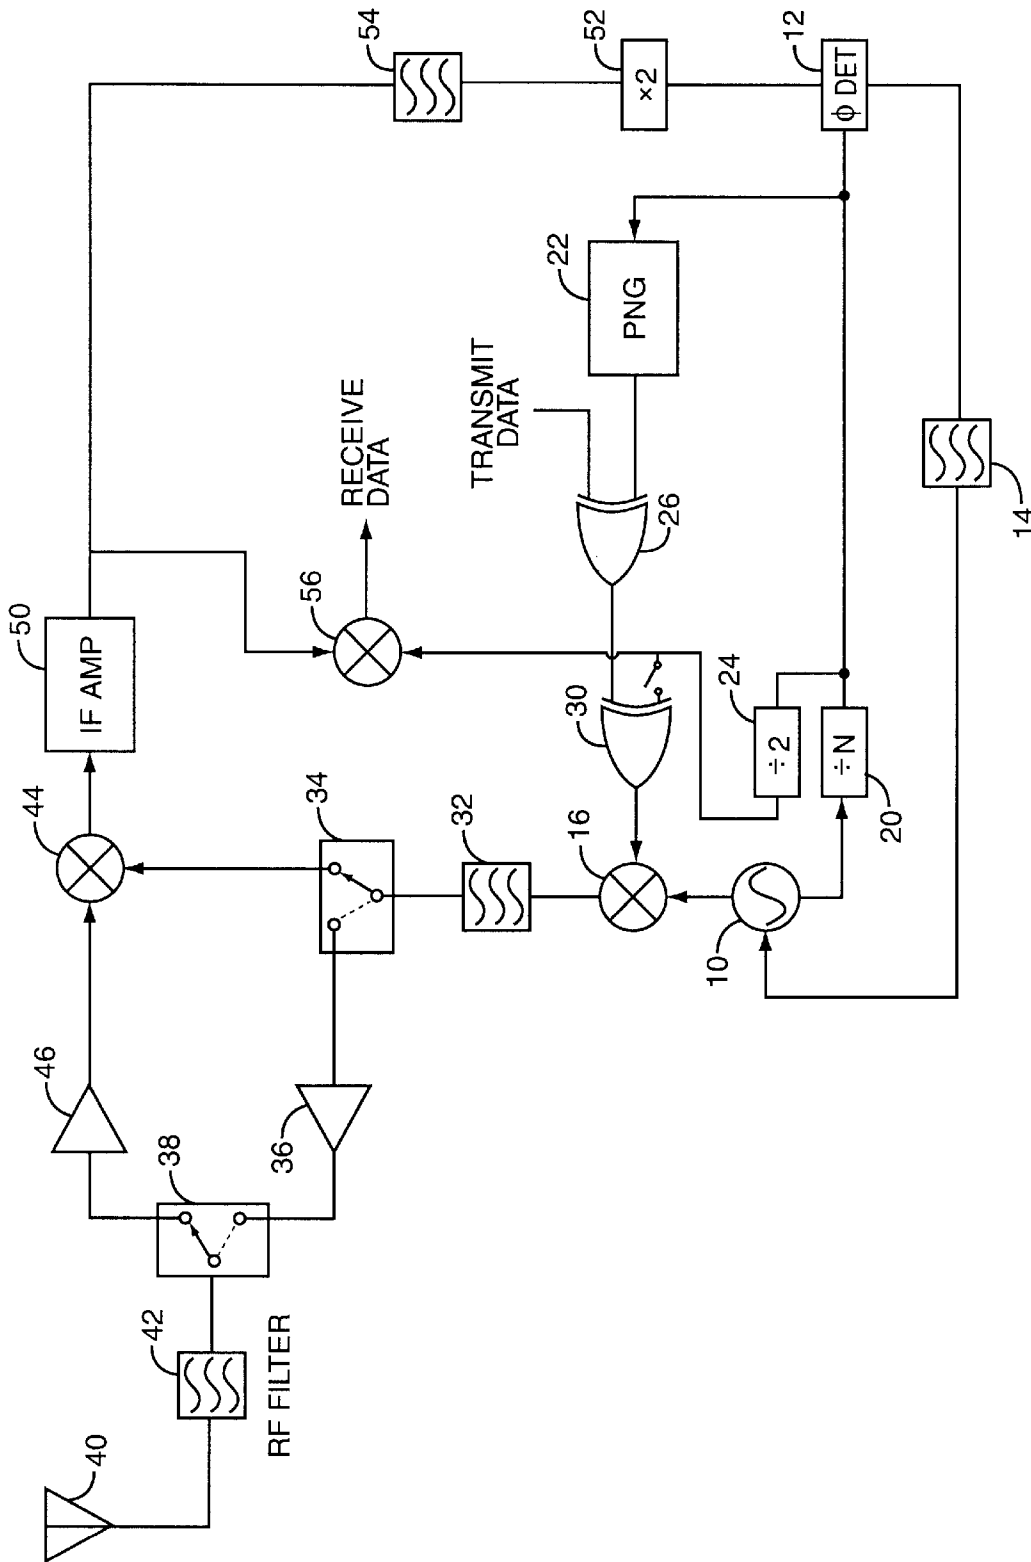 40
42
RF FILTER
38
46
36
44
34
32
16
10
30
24
÷2
÷N
20
50
IF AMP
56
RECEIVE
DATA
26
TRANSMIT
DATA
22
PNG
54
52
×2
12
ϕ DET
14